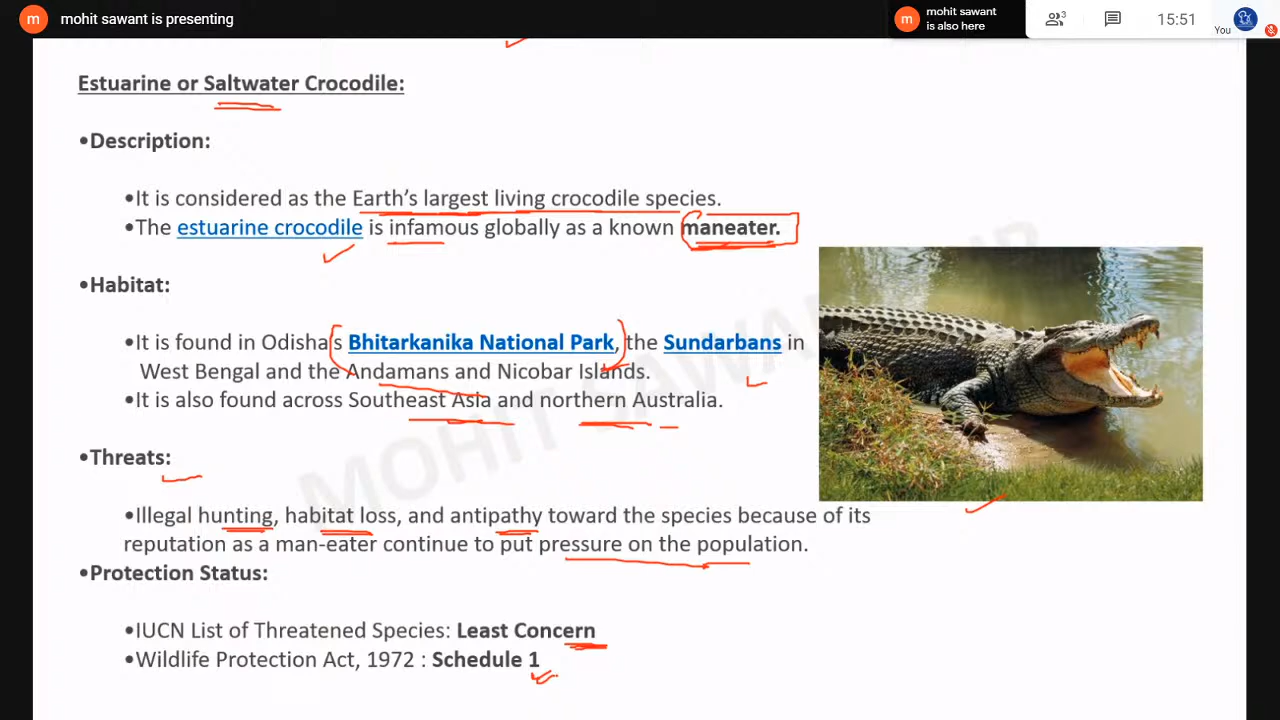 m mohit sawant is presenting
m mohit sawant
is also here
3
15:51
You
Estuarine or Saltwater Crocodile:
•Description:
•It is considered as the Earth's largest living crocodile species.
•The estuarine crocodile is infamous globally as a known maneater.
•Habitat:
•It is found in Odisha's Bhitarkanika National Park, the Sundarbans in
West Bengal and the Andamans and Nicobar Islands.
•It is also found across Southeast Asia and northern Australia.
•Threats:
•Illegal hunting, habitat loss, and antipathy toward the species because of its
reputation as a man-eater continue to put pressure on the population.
•Protection Status:
•IUCN List of Threatened Species: Least Concern
•Wildlife Protection Act, 1972 : Schedule 1
MOHIT SAWANT SIR